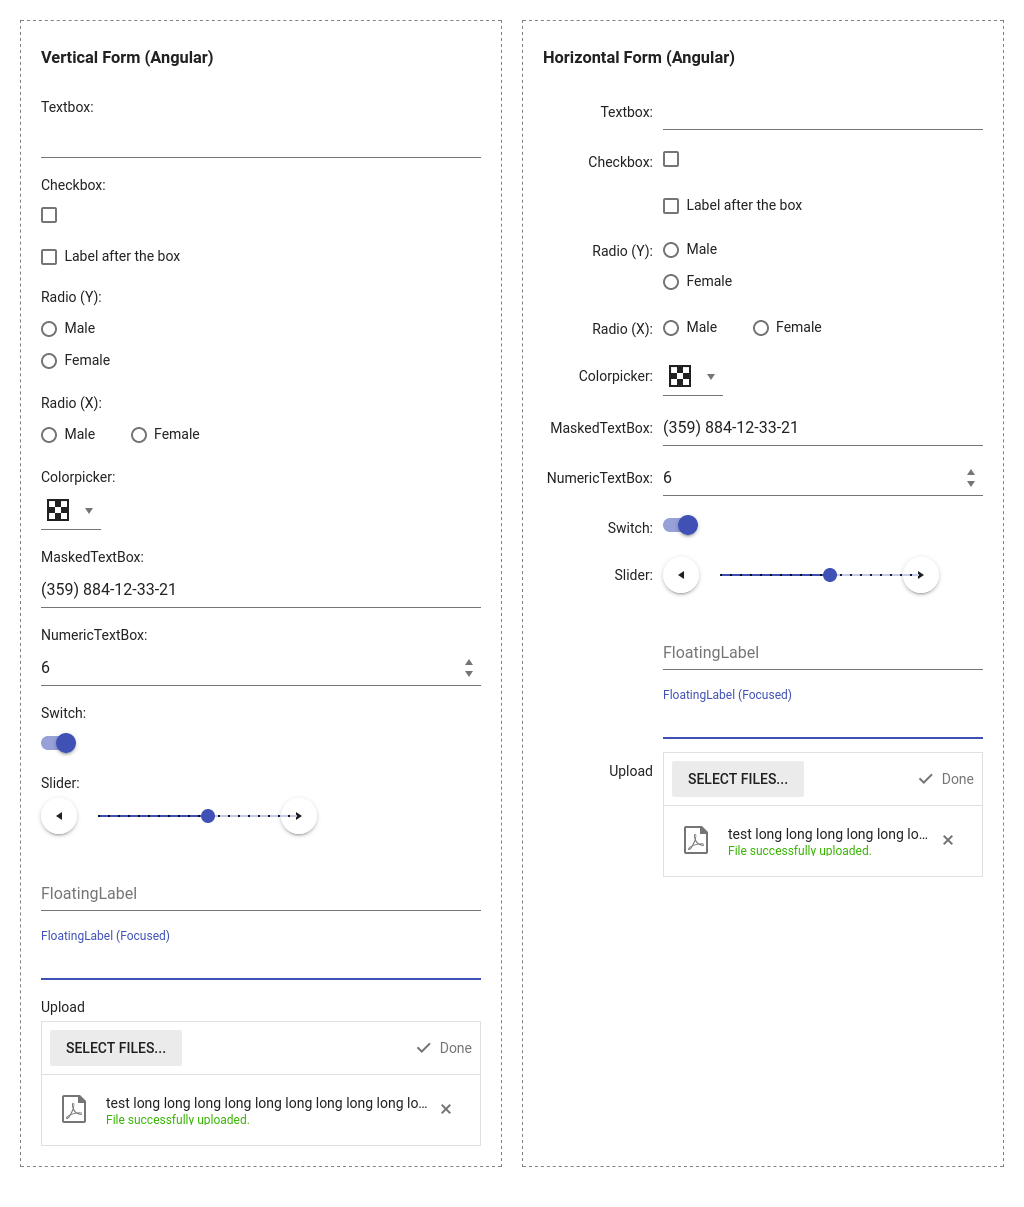 Vertical Form (Angular)
Textbox:
Checkbox:
Label after the box
Radio (Y):
Male
Female
Radio (X):
Male Female
Colorpicker:
MaskedTextBox:
(359) 884-12-33-21
NumericTextBox:
6
Switch:
Slider:
FloatingLabel
FloatingLabel (Focused)
Upload
SELECT FILES... Done
test long long long long long long long long long lo...
File successfully uploaded.
Horizontal Form (Angular)
Textbox:
Checkbox:
Label after the box
Radio (Y): Male
Female
Radio (X): Male Female
Colorpicker:
MaskedTextBox: (359) 884-12-33-21
NumericTextBox: 6
Switch:
Slider:
FloatingLabel
FloatingLabel (Focused)
Upload SELECT FILES... Done
test long long long long long lo...
File successfully uploaded.